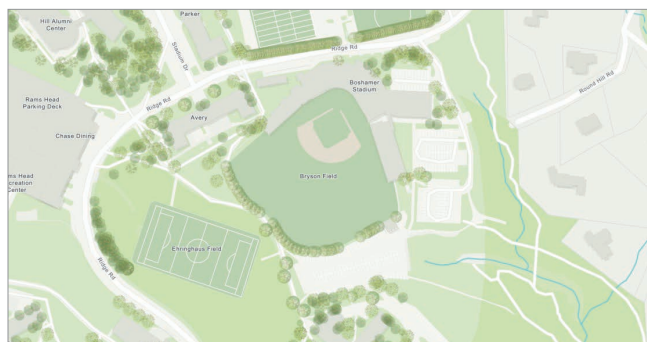 Hill Alumni
Center
Parker
Stadium Dr
Ridge Rd
Ridge Rd
Boshamer
Stadium
Round Hill Rd
Rams Head
Parking Deck
Avery
Chase Dining
ms Head
creation
Center
Bryson Field
Ehringhaus Field
Ridge Rd